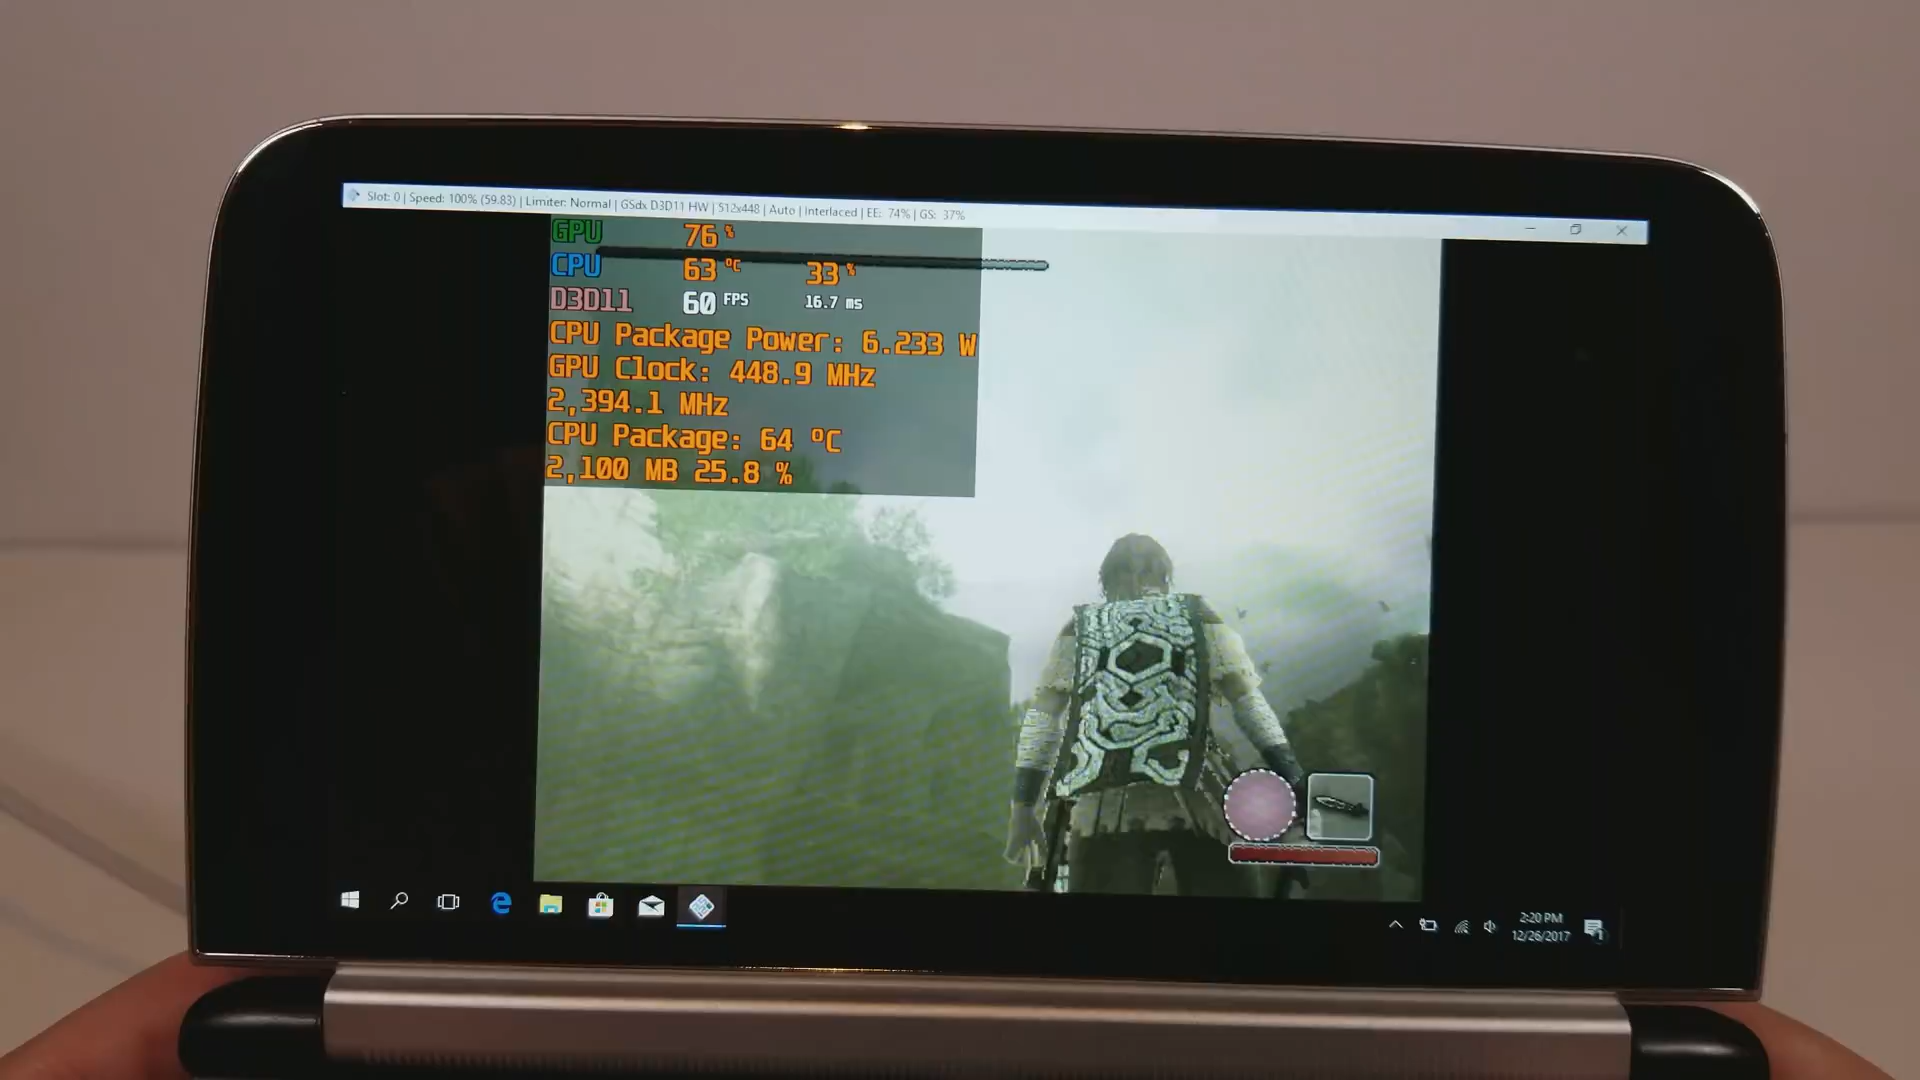 Slot: 0 | Speed: 100% (59.83) | Limiter: Normal | GSdx D3D11 HW | 512x448 | Auto | Interlaced | EE: 74% | GS: 37%
GPU 76 %
CPU 63 °C 33 %
D3D11 60 FPS 16.7 ms
CPU Package Power: 6.233 W
GPU Clock: 448.9 MHz
2,394.1 MHz
CPU Package: 64 °C
2,100 MB 25.8 %
2:20 PM
12/26/2017
1